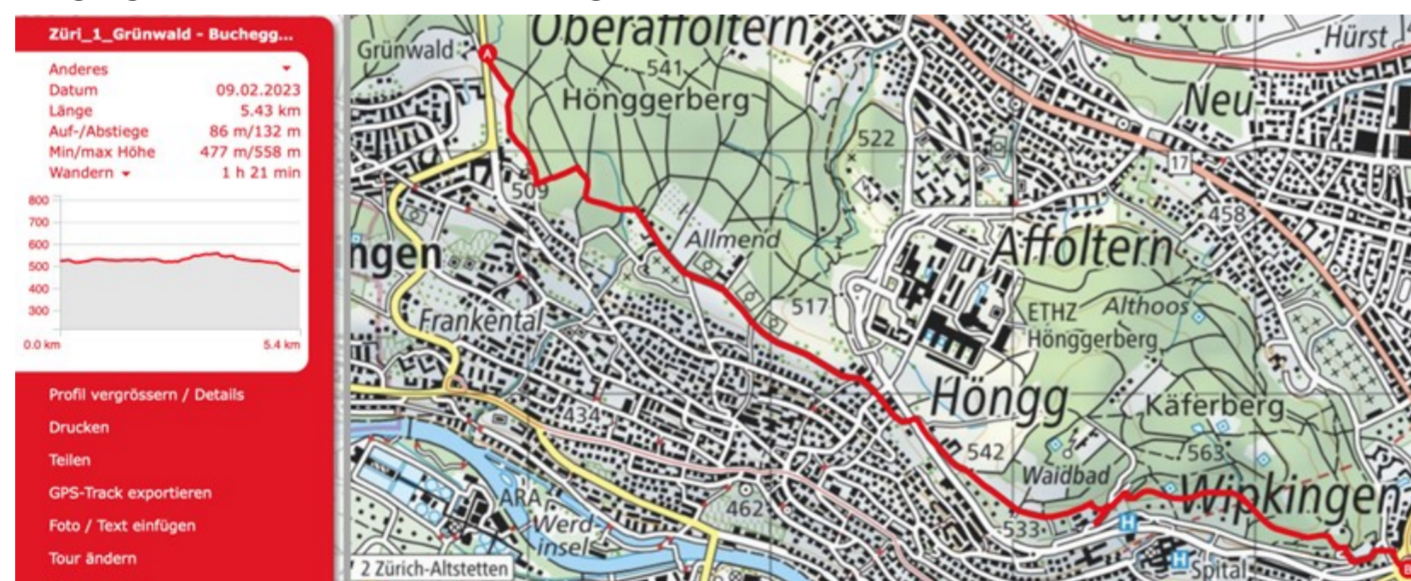 Züri_1_Grünwald - Buchegg...
Anderes
Datum 09.02.2023
Länge 5.43 km
Auf-/Abstiege 86 m/132 m
Min/max Höhe 477 m/558 m
Wandern 1 h 21 min
800
700
600
500
400
300
0.0 km 5.4 km
Profil vergrössern / Details
Drucken
Teilen
GPS-Track exportieren
Foto / Text einfügen
Tour ändern
Oberaffoltern
Grünwald
A
541
Hürst
Hönggerberg
Neu
522
17
509
458
Allmend
ngen
Affoltern
517
Frankental
ETHZ
Hönggerberg
Althoos
Höngg
Käferberg
434
542
563
Waidbad
Wipkingen
ARA
462
533
H
Werd-
insel
H
Spital
B
2 Zürich-Altstetten